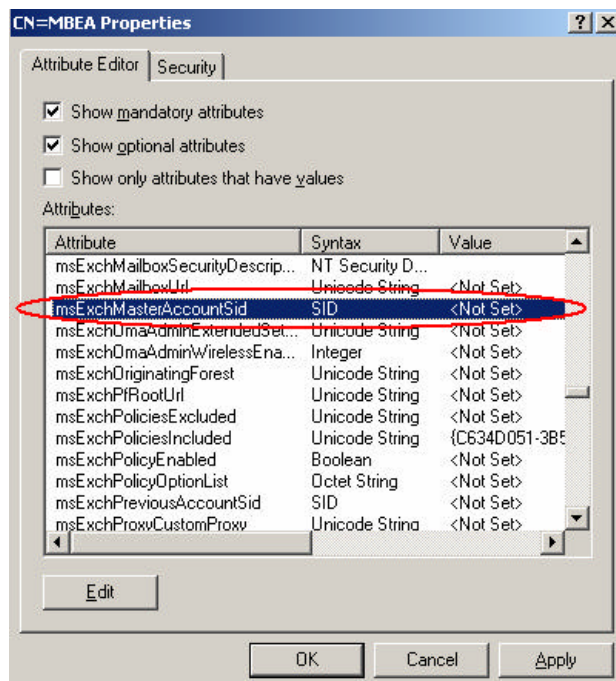 CN=MBEA Properties
Attribute Editor Security
Show mandatory attributes
Show optional attributes
Show only attributes that have values
Attributes:
Attribute Syntax Value
msExchMailboxSecurityDescrip... NT Security D...
msExchMailboxUrl Unicode String <Not Set>
msExchMasterAccountSid SID <Not Set>
msExchOmaAdminExtendedSet... Unicode String <Not Set>
msExchOmaAdminWirelessEna... Integer <Not Set>
msExchOriginatingForest Unicode String <Not Set>
msExchPfRootUrl Unicode String <Not Set>
msExchPoliciesExcluded Unicode String <Not Set>
msExchPoliciesIncluded Unicode String {C634D051-3B5
msExchPolicyEnabled Boolean <Not Set>
msExchPolicyOptionList Octet String <Not Set>
msExchPreviousAccountSid SID <Not Set>
msExchProxyCustomProxy Unicode String <Not Set>
Edit
OK Cancel Apply